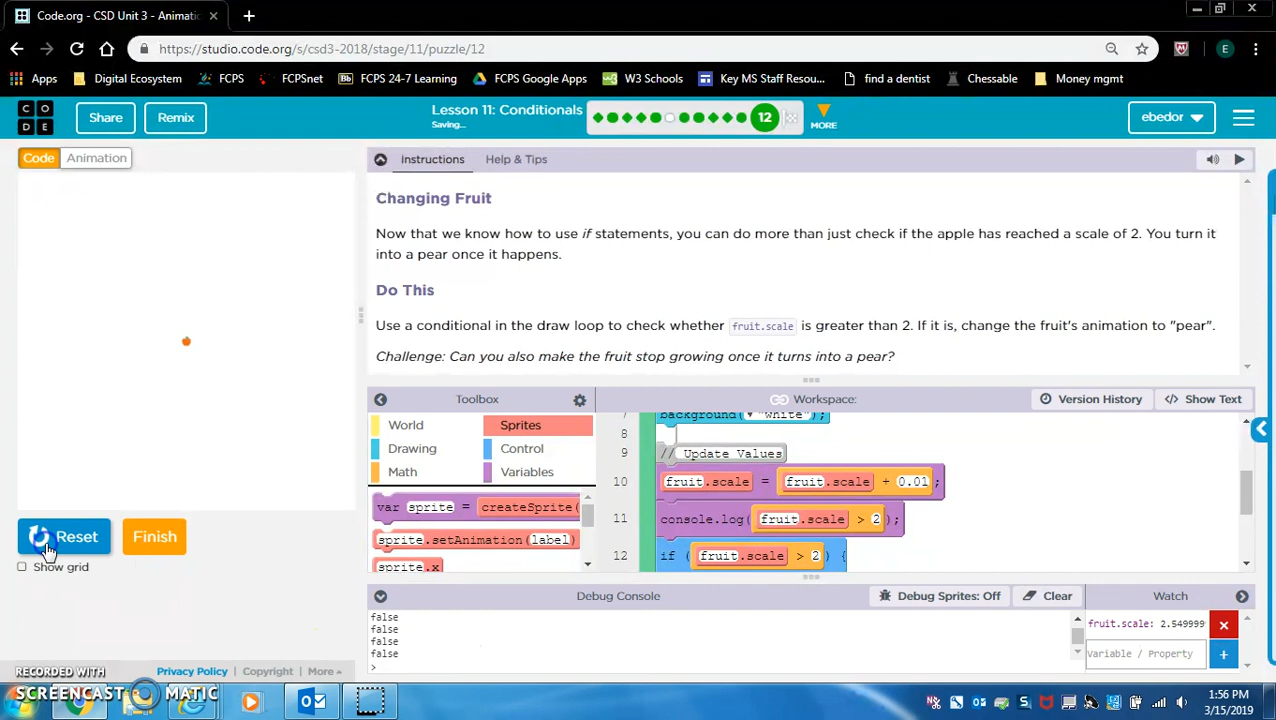 Code.org - CSD Unit 3 - Animatio
https://studio.code.org/s/csd3-2018/stage/11/puzzle/12
E
Apps Digital Ecosystem FCPS FCPSnet Bb FCPS 24-7 Learning FCPS Google Apps W3 Schools Key MS Staff Resou... find a dentist Chessable Money mgmt
C O D E Share Remix Lesson 11: Conditionals 12 MORE ebedor
Saving...
Code Animation
Instructions Help & Tips
Changing Fruit
Now that we know how to use if statements, you can do more than just check if the apple has reached a scale of 2. You turn it
into a pear once it happens.
Do This
Use a conditional in the draw loop to check whether fruit.scale is greater than 2. If it is, change the fruit's animation to "pear".
Challenge: Can you also make the fruit stop growing once it turns into a pear?
Toolbox Workspace: Version History </> Show Text
World Sprites
Drawing Control
Math Variables
var sprite = createSprite(
sprite.setAnimation(label)
sprite.x
7 background( ▼ "white");
8
9 // Update Values
10 fruit.scale = fruit.scale + 0.01 ;
11 console.log( fruit.scale > 2 );
12 if ( fruit.scale > 2 ) {
Reset Finish
Show grid
Debug Console Debug Sprites: Off Clear Watch
false
false
false
false
>
fruit.scale: 2.549999
Variable / Property
Privacy Policy | Copyright | More
RECORDED WITH
SCREENCAST MATIC
1:56 PM
3/15/2019